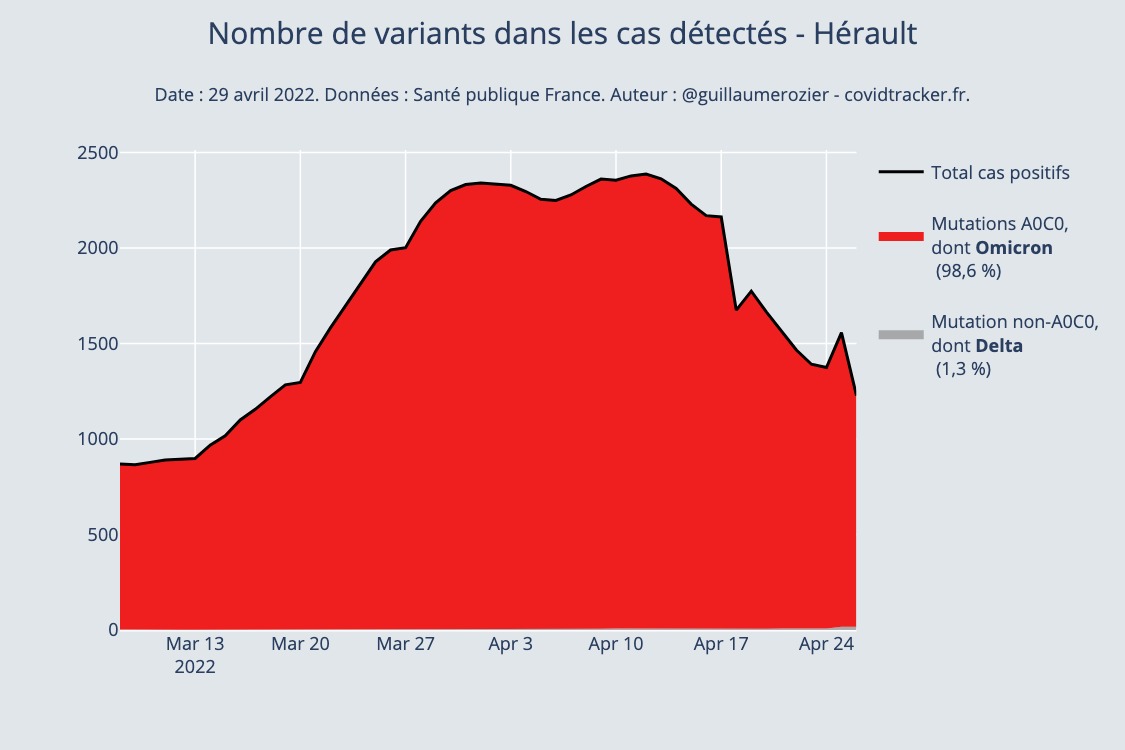 Nombre de variants dans les cas détectés - Hérault
Date : 29 avril 2022. Données : Santé publique France. Auteur : @guillaumerozier - covidtracker.fr.
2500
2000
1500
1000
500
0
Mar 13
2022
Mar 20
Mar 27
Apr 3
Apr 10
Apr 17
Apr 24
Total cas positifs
Mutations A0C0,
dont Omicron
(98,6 %)
Mutation non-A0C0,
dont Delta
(1,3 %)